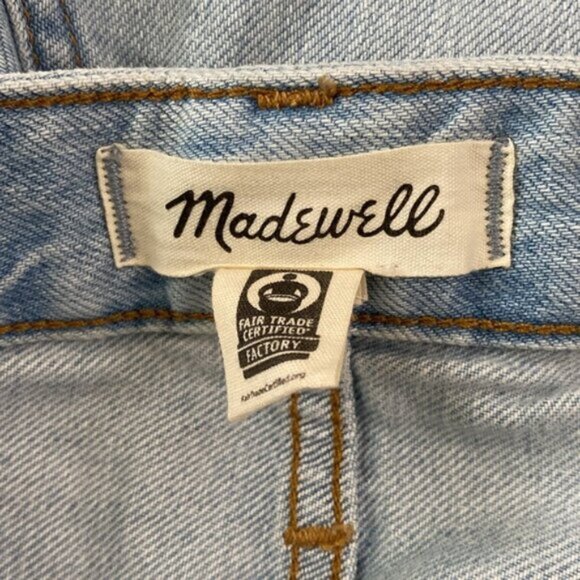 Madewell
FAIR TRADE
CERTIFIED
FACTORY
FairTradeCertified.org